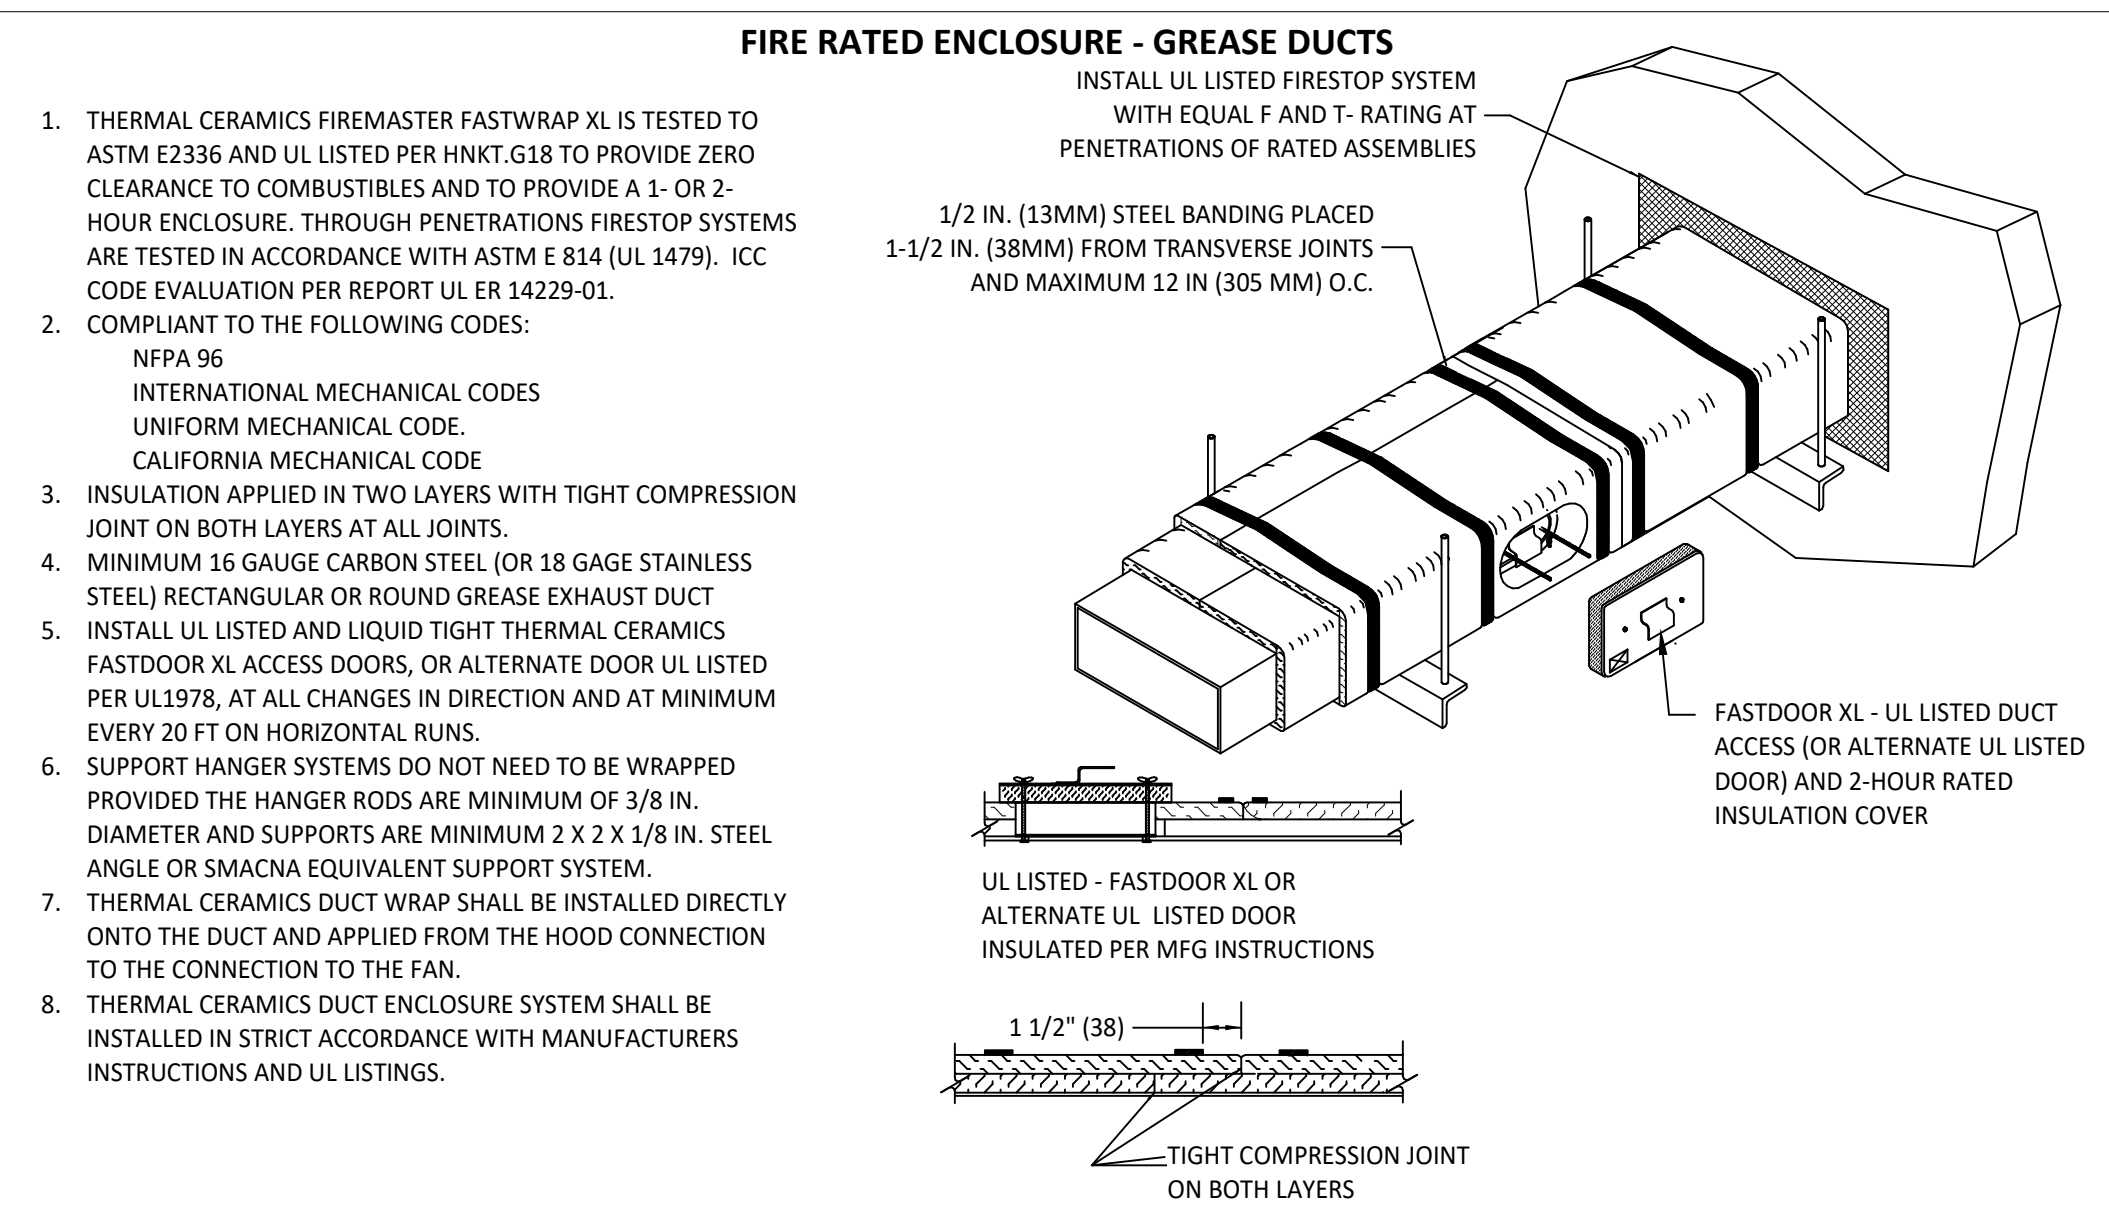 FIRE RATED ENCLOSURE - GREASE DUCTS
1. THERMAL CERAMICS FIREMASTER FASTWRAP XL IS TESTED TO
ASTM E2336 AND UL LISTED PER HNKT.G18 TO PROVIDE ZERO
CLEARANCE TO COMBUSTIBLES AND TO PROVIDE A 1- OR 2-
HOUR ENCLOSURE. THROUGH PENETRATIONS FIRESTOP SYSTEMS
ARE TESTED IN ACCORDANCE WITH ASTM E 814 (UL 1479).  ICC
CODE EVALUATION PER REPORT UL ER 14229-01.
2. COMPLIANT TO THE FOLLOWING CODES:
NFPA 96
INTERNATIONAL MECHANICAL CODES
UNIFORM MECHANICAL CODE.
CALIFORNIA MECHANICAL CODE
3. INSULATION APPLIED IN TWO LAYERS WITH TIGHT COMPRESSION
JOINT ON BOTH LAYERS AT ALL JOINTS.
4. MINIMUM 16 GAUGE CARBON STEEL (OR 18 GAGE STAINLESS
STEEL) RECTANGULAR OR ROUND GREASE EXHAUST DUCT
5. INSTALL UL LISTED AND LIQUID TIGHT THERMAL CERAMICS
FASTDOOR XL ACCESS DOORS, OR ALTERNATE DOOR UL LISTED
PER UL1978, AT ALL CHANGES IN DIRECTION AND AT MINIMUM
EVERY 20 FT ON HORIZONTAL RUNS.
6. SUPPORT HANGER SYSTEMS DO NOT NEED TO BE WRAPPED
PROVIDED THE HANGER RODS ARE MINIMUM OF 3/8 IN.
DIAMETER AND SUPPORTS ARE MINIMUM 2 X 2 X 1/8 IN. STEEL
ANGLE OR SMACNA EQUIVALENT SUPPORT SYSTEM.
7. THERMAL CERAMICS DUCT WRAP SHALL BE INSTALLED DIRECTLY
ONTO THE DUCT AND APPLIED FROM THE HOOD CONNECTION
TO THE CONNECTION TO THE FAN.
8. THERMAL CERAMICS DUCT ENCLOSURE SYSTEM SHALL BE
INSTALLED IN STRICT ACCORDANCE WITH MANUFACTURERS
INSTRUCTIONS AND UL LISTINGS.
INSTALL UL LISTED FIRESTOP SYSTEM
WITH EQUAL F AND T- RATING AT
PENETRATIONS OF RATED ASSEMBLIES
1/2 IN. (13MM) STEEL BANDING PLACED
1-1/2 IN. (38MM) FROM TRANSVERSE JOINTS
AND MAXIMUM 12 IN (305 MM) O.C.
FASTDOOR XL - UL LISTED DUCT
ACCESS (OR ALTERNATE UL LISTED
DOOR) AND 2-HOUR RATED
INSULATION COVER
UL LISTED - FASTDOOR XL OR
ALTERNATE UL  LISTED DOOR
INSULATED PER MFG INSTRUCTIONS
1 1/2" (38)
TIGHT COMPRESSION JOINT
ON BOTH LAYERS